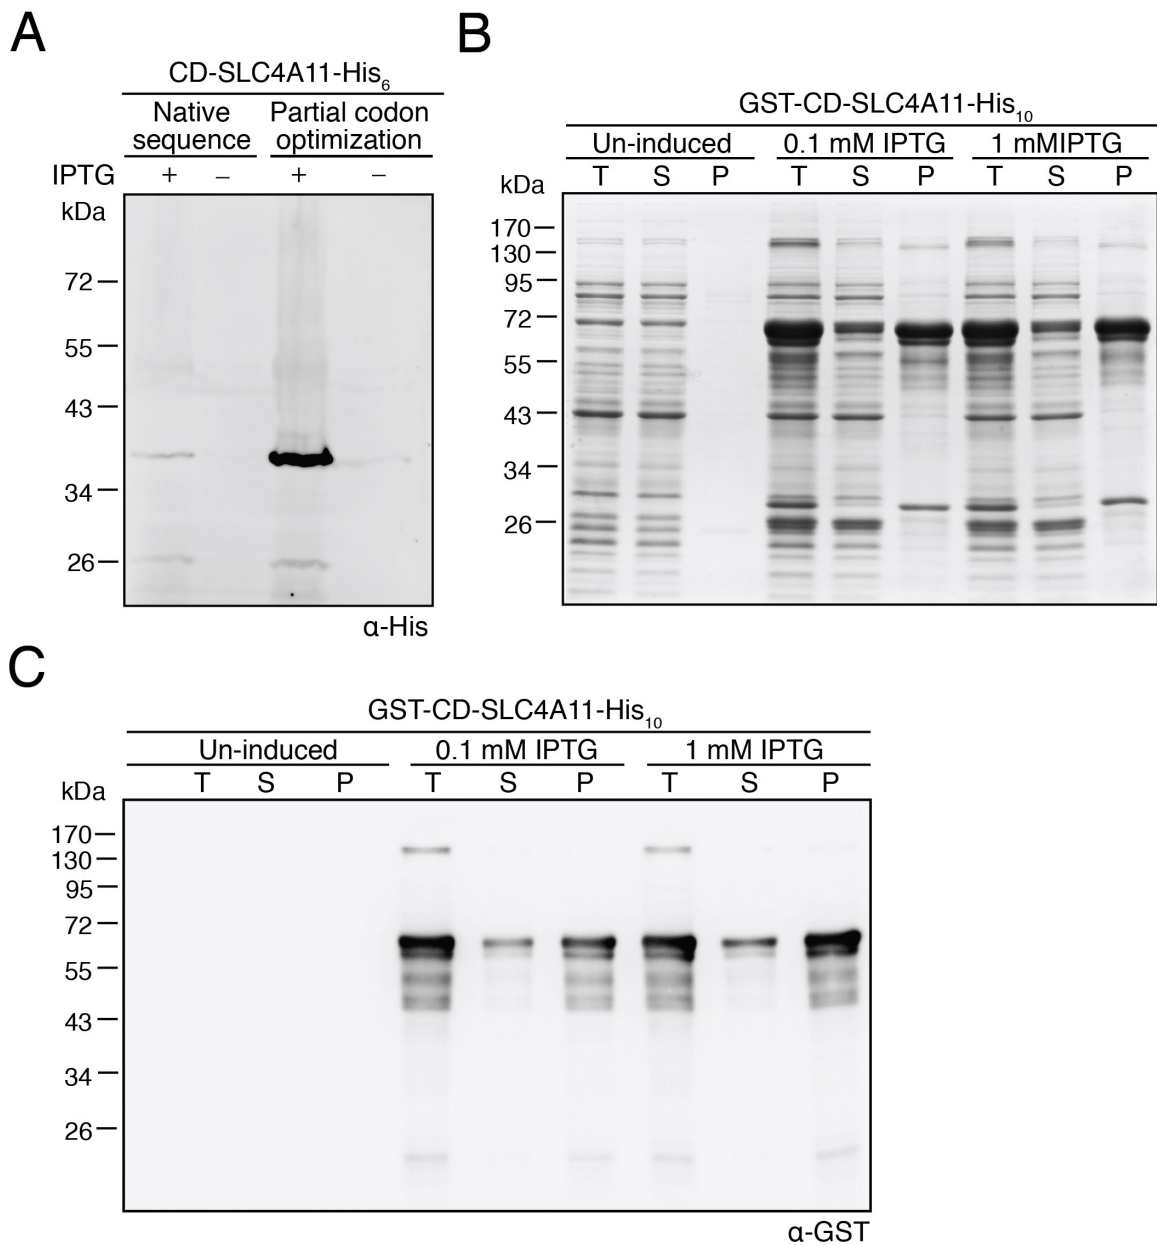 A
CD-SLC4A11-His6
Native sequence
Partial codon optimization
IPTG + – + –
kDa
72
55
43
34
26
α-His
B
GST-CD-SLC4A11-His10
Un-induced 0.1 mM IPTG 1 mMIPTG
kDa T S P T S P T S P
170
130
95
72
55
43
34
26
C
GST-CD-SLC4A11-His10
Un-induced 0.1 mM IPTG 1 mM IPTG
kDa T S P T S P T S P
170
130
95
72
55
43
34
26
α-GST